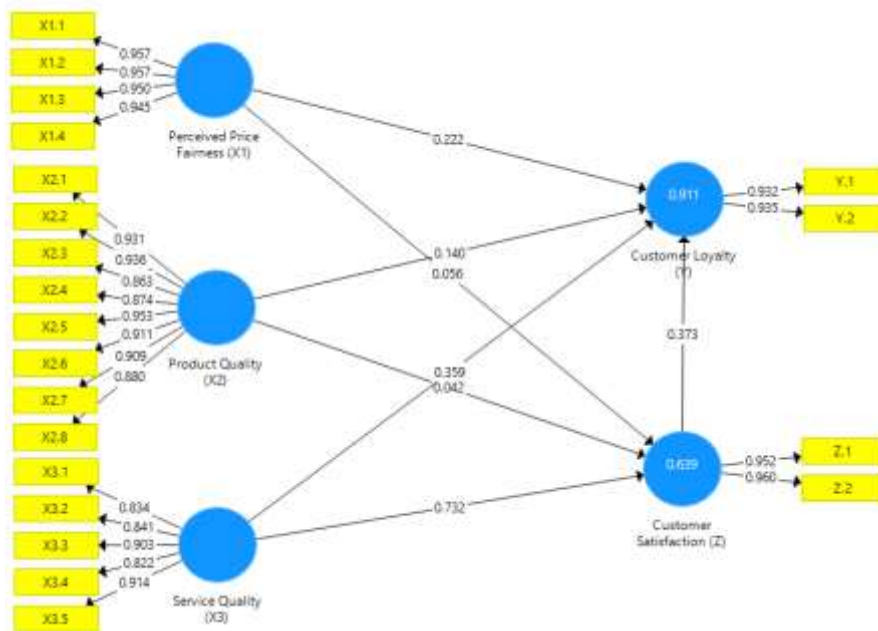 X1.1
X1.2
X1.3
X1.4
0.957
0.957
0.950
0.945
Perceived Price
Fairness (X1)
X2.1
X2.2
X2.3
X2.4
X2.5
X2.6
X2.7
X2.8
0.931
0.936
0.863
0.874
0.953
0.911
0.909
0.880
Product Quality
(X2)
X3.1
X3.2
X3.3
X3.4
X3.5
0.834
0.841
0.903
0.822
0.914
Service Quality
(X3)
0.222
0.140
0.056
0.359
0.042
0.732
0.373
0.911
Customer Loyalty
(Y)
0.932
0.935
Y.1
Y.2
0.639
Customer
Satisfaction (Z)
0.952
0.960
Z.1
Z.2